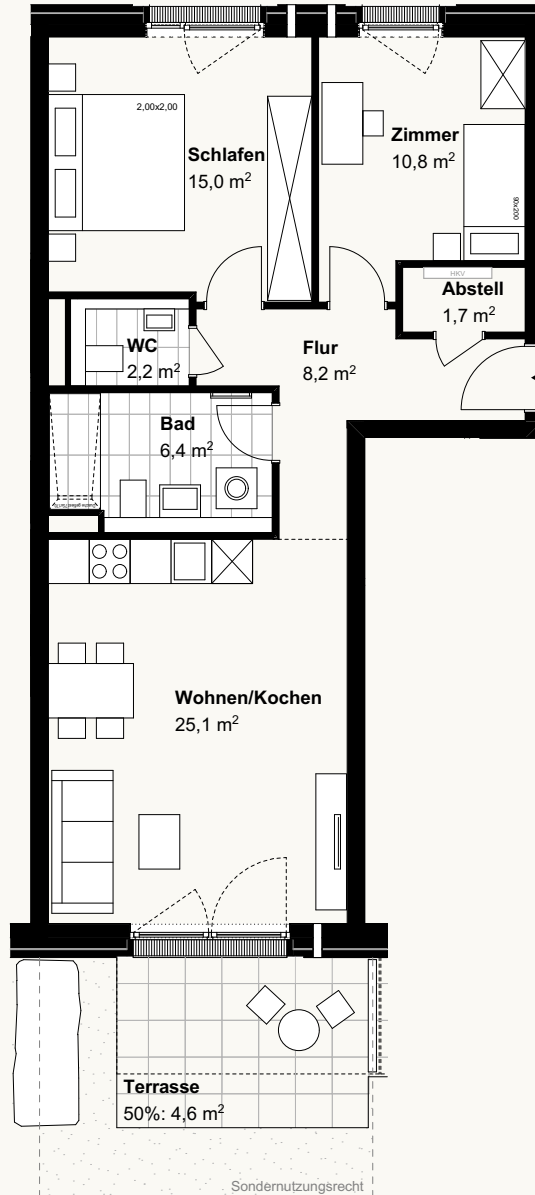 2,00x2,00
Schlafen
15,0 m²
Zimmer
10,8 m²
90x200
HKV
Abstell
1,7 m²
WC
2,2 m²
Flur
8,2 m²
Bad
6,4 m²
Wohnen/Kochen
25,1 m²
Terrasse
50%: 4,6 m²
Sondernutzungsrecht